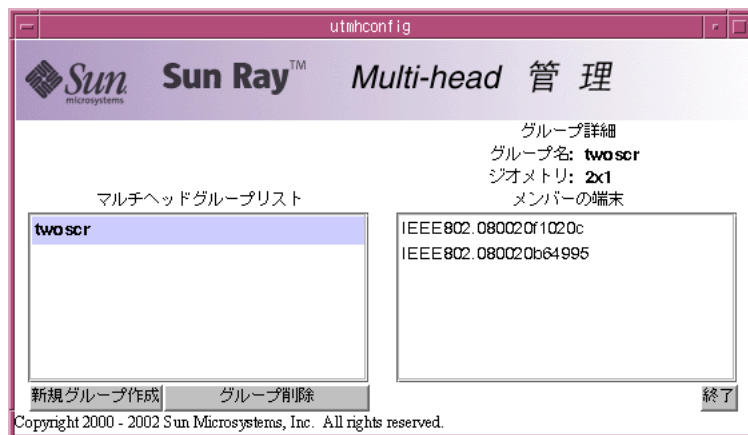 utmhconfig
Sun
microsystems
Sun Ray™ Multi-head 管 理
グループ詳細
グループ名: twoscr
ジオメトリ: 2x1
マルチヘッドグループリスト
メンバーの端末
twoscr
IEEE802.080020f1020c
IEEE802.080020b64995
新規グループ作成 グループ削除 終了
Copyright 2000 - 2002 Sun Microsystems, Inc. All rights reserved.